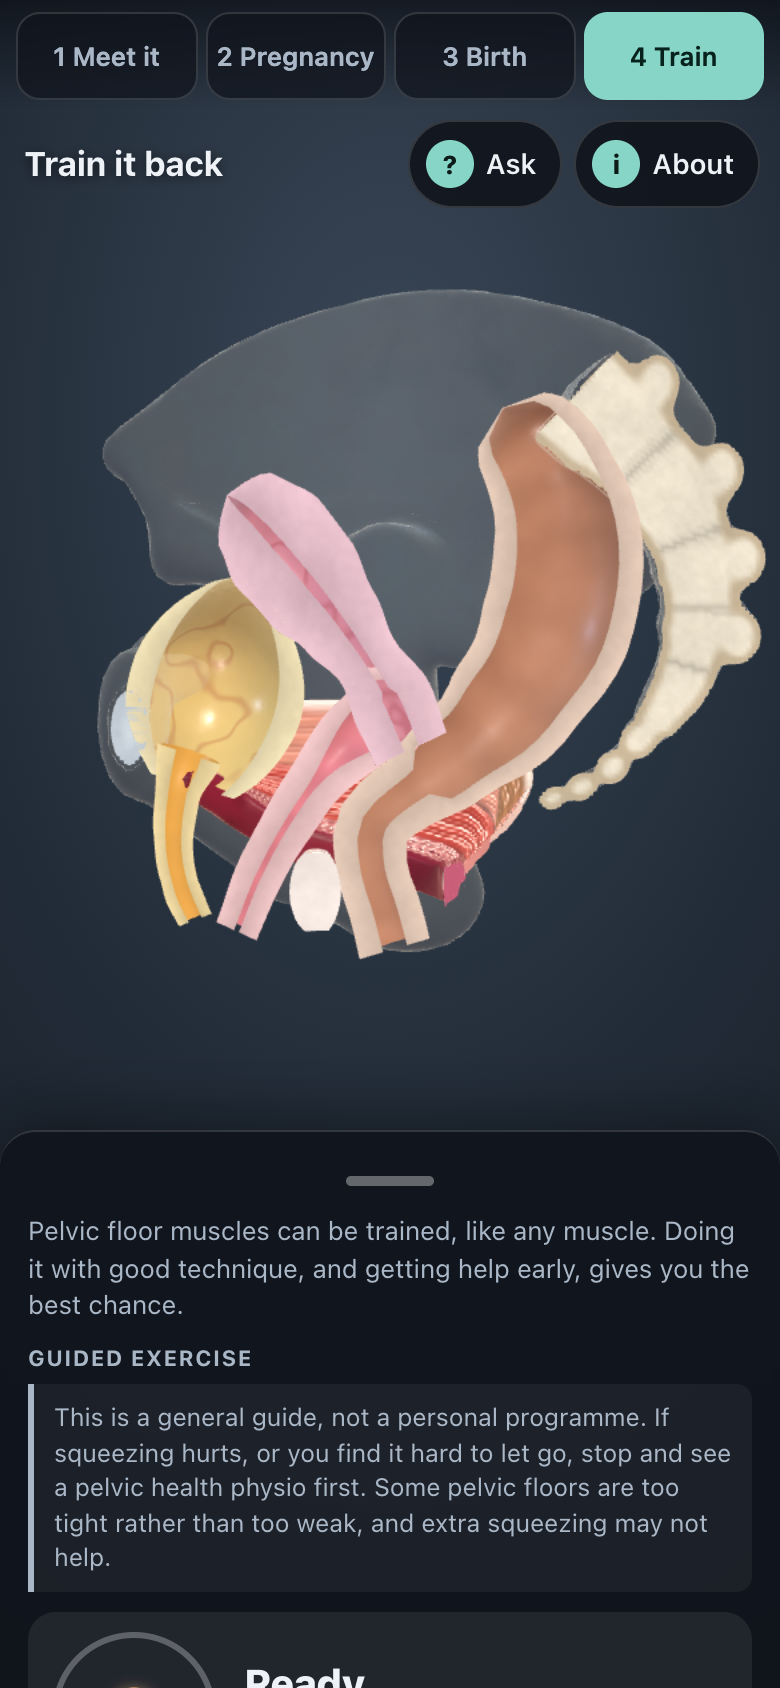 1 Meet it
2 Pregnancy
3 Birth
4 Train
Train it back
? Ask
i About
Pelvic floor muscles can be trained, like any muscle. Doing
it with good technique, and getting help early, gives you the
best chance.
GUIDED EXERCISE
This is a general guide, not a personal programme. If
squeezing hurts, or you find it hard to let go, stop and see
a pelvic health physio first. Some pelvic floors are too
tight rather than too weak, and extra squeezing may not
help.
Ready